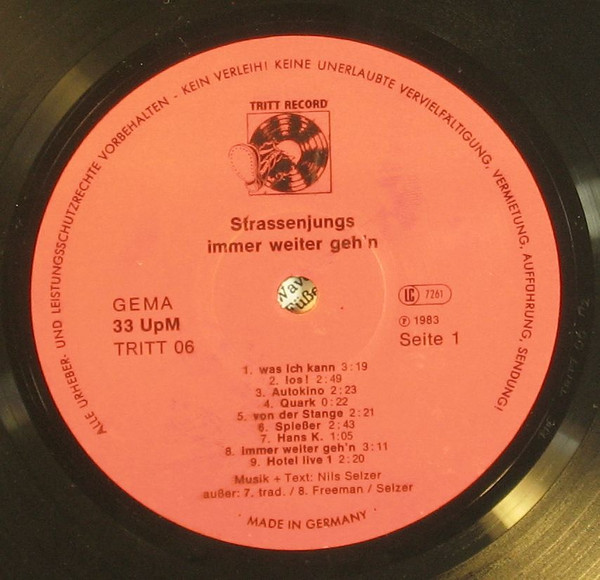 ALLE URHEBER- UND LEISTUNGSSCHUTZRECHTE VORBEHALTEN - KEIN VERLEIH! KEINE UNERLAUBTE VERVIELFÄLTIGUNG, VERMIETUNG, AUFFÜHRUNG, SENDUNG!
TRITT RECORD
Strassenjungs
immer weiter geh'n
GEMA
33 UpM
TRITT 06
LC 7261
℗ 1983
Seite 1
1. was ich kann 3:19
2. los! 2:49
3. Autokino 2:23
4. Quark 0:22
5. von der Stange 2:21
6. Spießer 2:43
7. Hans K. 1:05
8. immer weiter geh'n 3:11
9. Hotel live 1 2:20
Musik + Text: Nils Selzer
außer: 7. trad. / 8. Freeman / Selzer
· MADE IN GERMANY ·